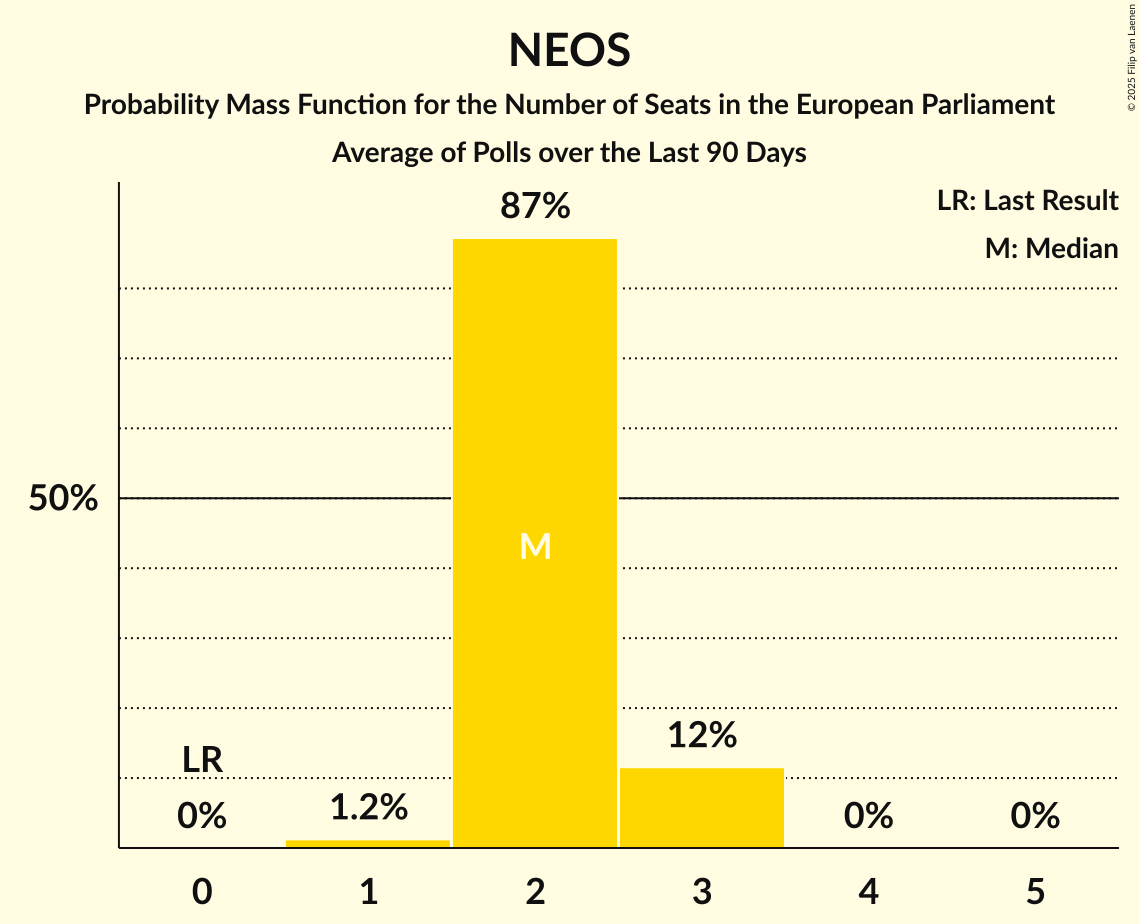 NEOS
Probability Mass Function for the Number of Seats in the European Parliament
Average of Polls over the Last 90 Days
© 2025 Filip van Laenen
LR: Last Result
M: Median
87%
50%
M
12%
LR
0%
1.2%
0%
0%
0 1 2 3 4 5